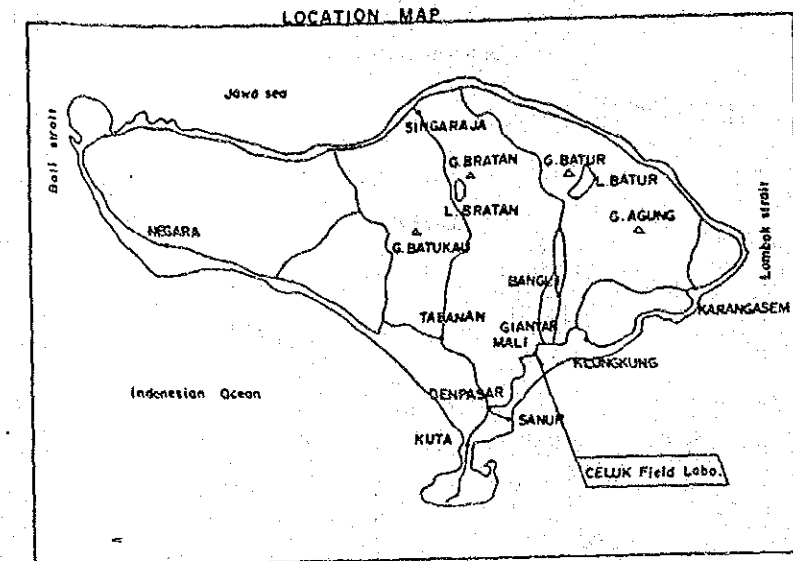 LOCATION MAP
Jawa sea
Bali strait
SINGARAJA
G.BRATAN
G.BATUR
L.BATUR
L.BRATAN
G.AGUNG
Lombok strait
NEGARA
G.BATUKAU
BANGLI
KARANGASEM
TABANAN
GIANTAR
MALI
KLUNGKUNG
Indonesian Ocean
DENPASAR
SANUR
KUTA
CELUK Field Labo.